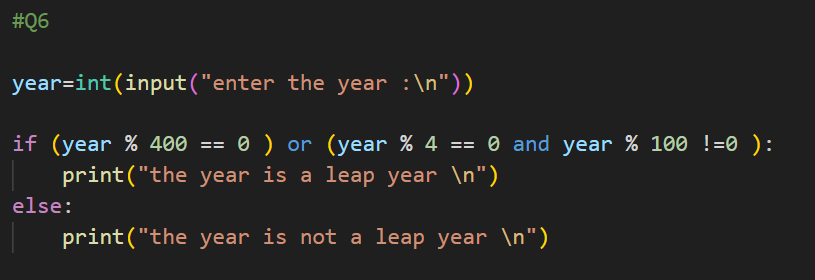 #Q6
year=int(input("enter the year :\n"))
if (year % 400 == 0 ) or (year % 4 == 0 and year % 100 !=0 ):
    print("the year is a leap year \n")
else:
    print("the year is not a leap year \n")